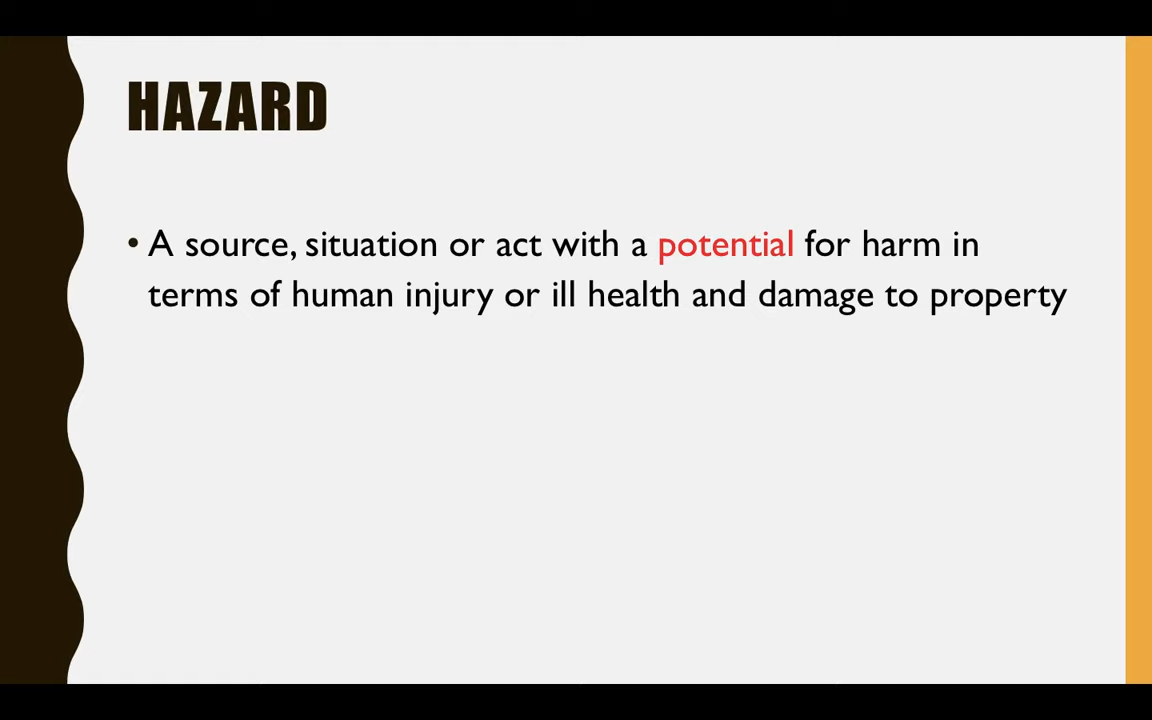 HAZARD
• A source, situation or act with a potential for harm in
terms of human injury or ill health and damage to property